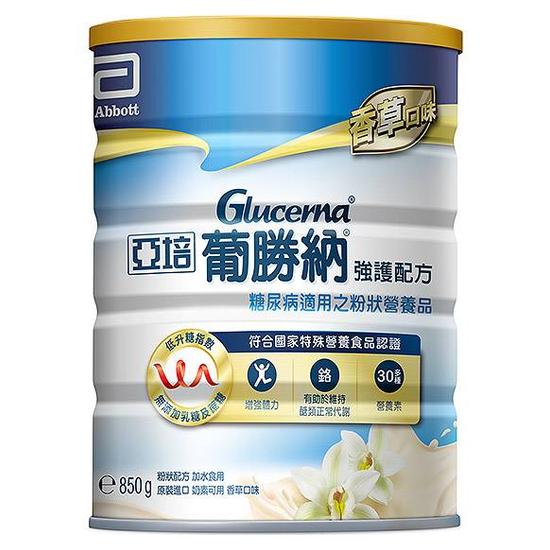 Abbott
香草口味
Glucerna®
亞培 葡勝納® 強護配方
糖尿病適用之粉狀營養品
符合國家特殊營養食品認證
低升糖指數
無添加乳糖及蔗糖
增強體力
鉻
有助於維持
醣類正常代謝
30多種
營養素
粉狀配方 加水食用
原裝進口 奶素可用 香草口味
℮ 850g